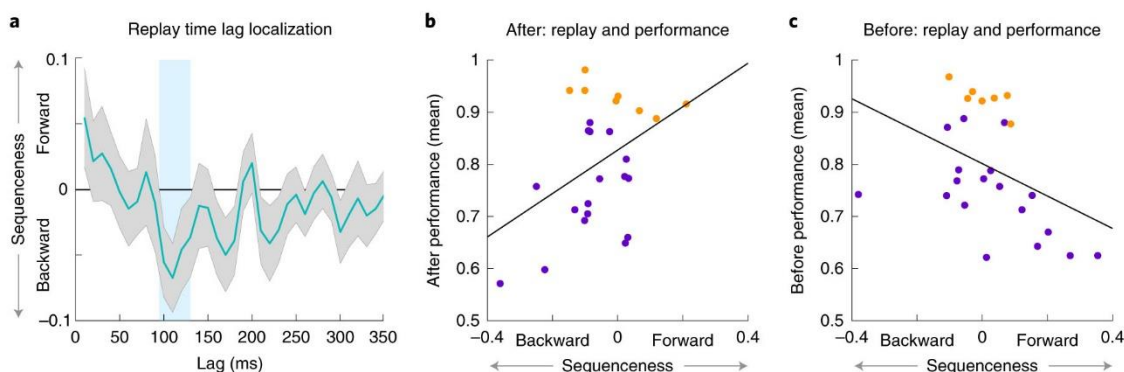 a
Replay time lag localization
0.1
0
−0.1
Forward
Backward
Sequenceness
0 50 100 150 200 250 300 350
Lag (ms)
b
After: replay and performance
1
0.9
0.8
0.7
0.6
0.5
After performance (mean)
−0.4 0 0.4
Backward Forward
Sequenceness
c
Before: replay and performance
1
0.9
0.8
0.7
0.6
0.5
Before performance (mean)
−0.4 0 0.4
Backward Forward
Sequenceness